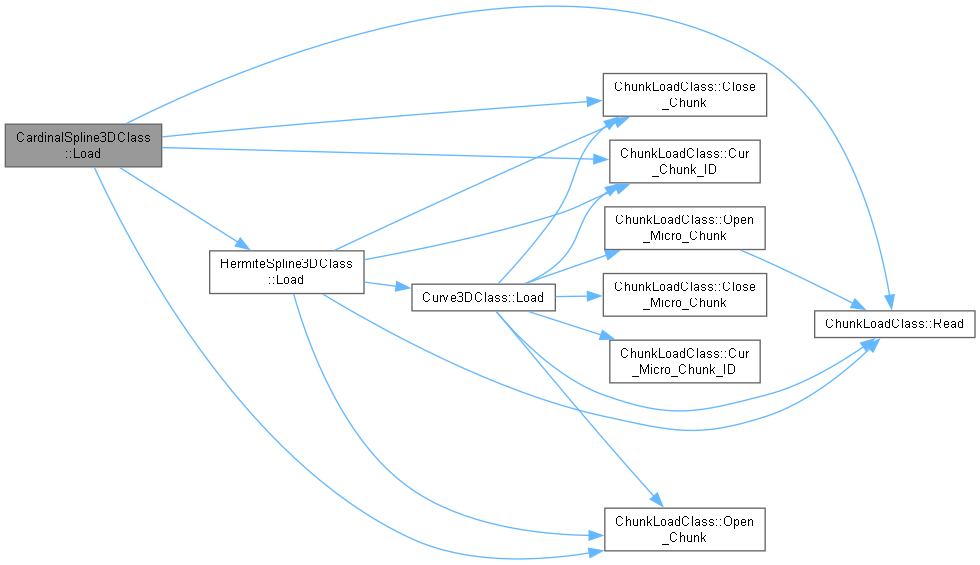 CardinalSpline3DClass
::Load
HermiteSpline3DClass
::Load
Curve3DClass::Load
ChunkLoadClass::Close
_Chunk
ChunkLoadClass::Cur
_Chunk_ID
ChunkLoadClass::Open
_Micro_Chunk
ChunkLoadClass::Close
_Micro_Chunk
ChunkLoadClass::Cur
_Micro_Chunk_ID
ChunkLoadClass::Open
_Chunk
ChunkLoadClass::Read